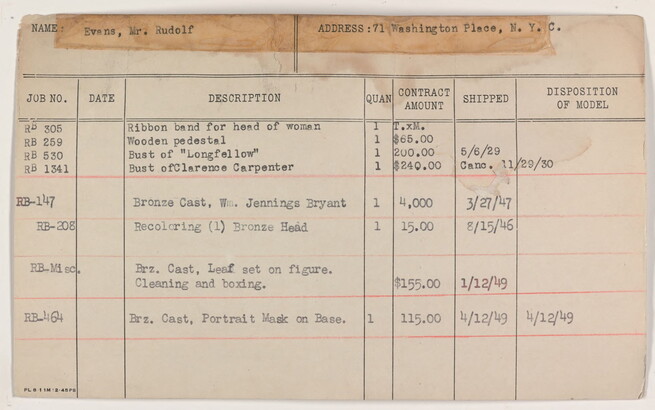 NAME: Evans, Mr. Rudolf ADDRESS: 71 Washington Place, N. Y. C.
JOB NO. DATE DESCRIPTION QUAN CONTRACT AMOUNT SHIPPED DISPOSITION OF MODEL
RB 305 Ribbon band for head of woman 1 T.xM.
RB 259 Wooden pedestal 1 $65.00
RB 530 Bust of "Longfellow" 1 200.00 5/6/29
RB 1341 Bust ofClarence Carpenter 1 $240.00 Canc. 11/29/30
RB-147 Bronze Cast, Wm. Jennings Bryant 1 4,000 3/27/47
RB-208 Recoloring (1) Bronze Head 1 15.00 8/15/46
RB-Misc. Brz. Cast, Leaf set on figure.
Cleaning and boxing. $155.00 1/12/49
RB-464 Brz. Cast, Portrait Mask on Base. 1 115.00 4/12/49 4/12/49